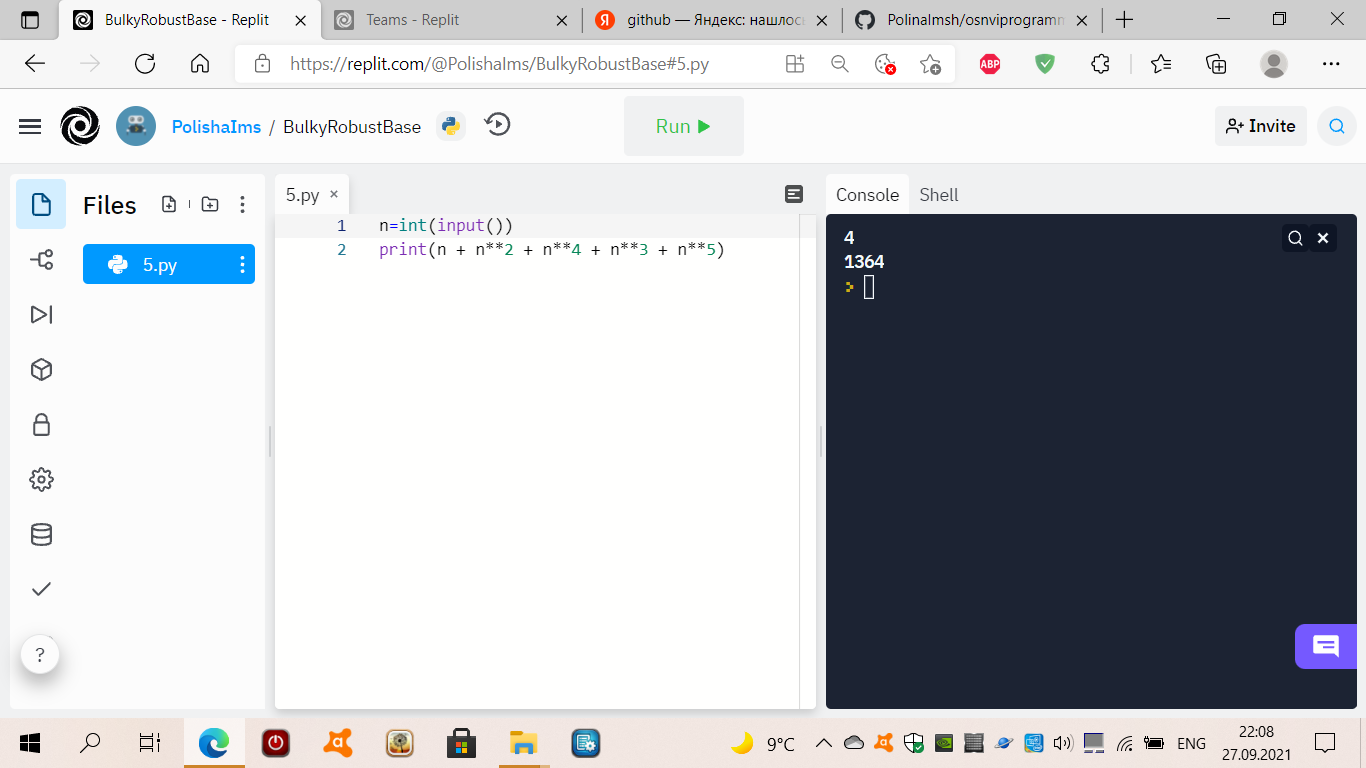 BulkyRobustBase - Replit
Teams - Replit
Я github — Яндекс: нашлось
Polinalmsh/osnviprogramm
https://replit.com/@PolishaIms/BulkyRobustBase#5.py
ABP
PolishaIms / BulkyRobustBase
Run
Invite
Files
5.py
5.py
1 n=int(input())
2 print(n + n**2 + n**4 + n**3 + n**5)
Console Shell
4
1364
?
9°C
ENG
22:08
27.09.2021